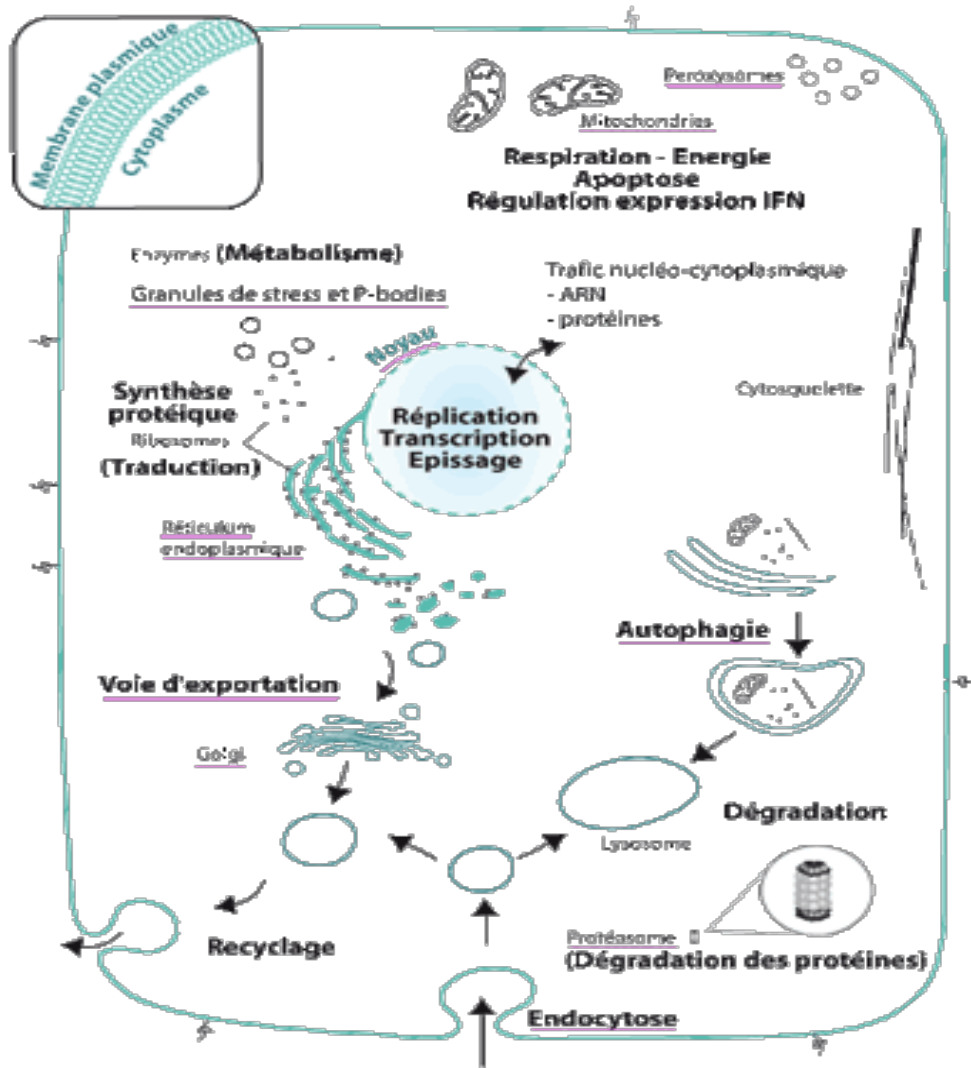 Membrane plasmique
Cytoplasme
Peroxysomes
Mitochondries
Respiration - Energie
Apoptose
Régulation expression IFN
Enzymes (Métabolisme)
Granules de stress et P-bodies
Trafic nucléo-cytoplasmique
- ARN
- protéines
Noyau
Synthèse
protéique
Ribosomes
(Traduction)
Réplication
Transcription
Epissage
Cytosquelette
Réticulum
endoplasmique
Autophagie
Voie d'exportation
Golgi
Dégradation
Lysosome
Recyclage
Protéasome
(Dégradation des protéines)
Endocytose